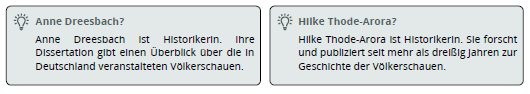 Anne Dreesbach?
Anne Dreesbach ist Historikerin. Ihre
Dissertation gibt einen Überblick über die in
Deutschland veranstalteten Völkerschauen.
Hilke Thode-Arora?
Hilke Thode-Arora ist Historikerin. Sie forscht
und publiziert seit mehr als dreißig Jahren zur
Geschichte der Völkerschauen.